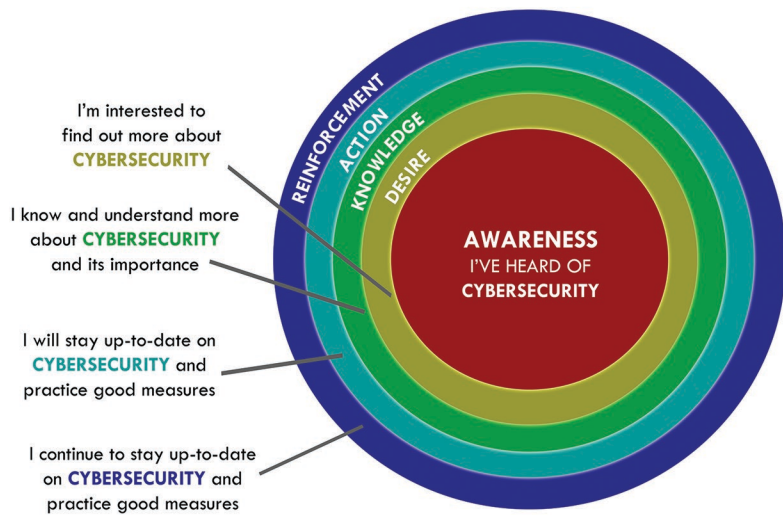 I'm interested to
find out more about
CYBERSECURITY
I know and understand more
about CYBERSECURITY
and its importance
I will stay up-to-date on
CYBERSECURITY and
practice good measures
I continue to stay up-to-date
on CYBERSECURITY and
practice good measures
REINFORCEMENT
ACTION
KNOWLEDGE
DESIRE
AWARENESS
I'VE HEARD OF
CYBERSECURITY